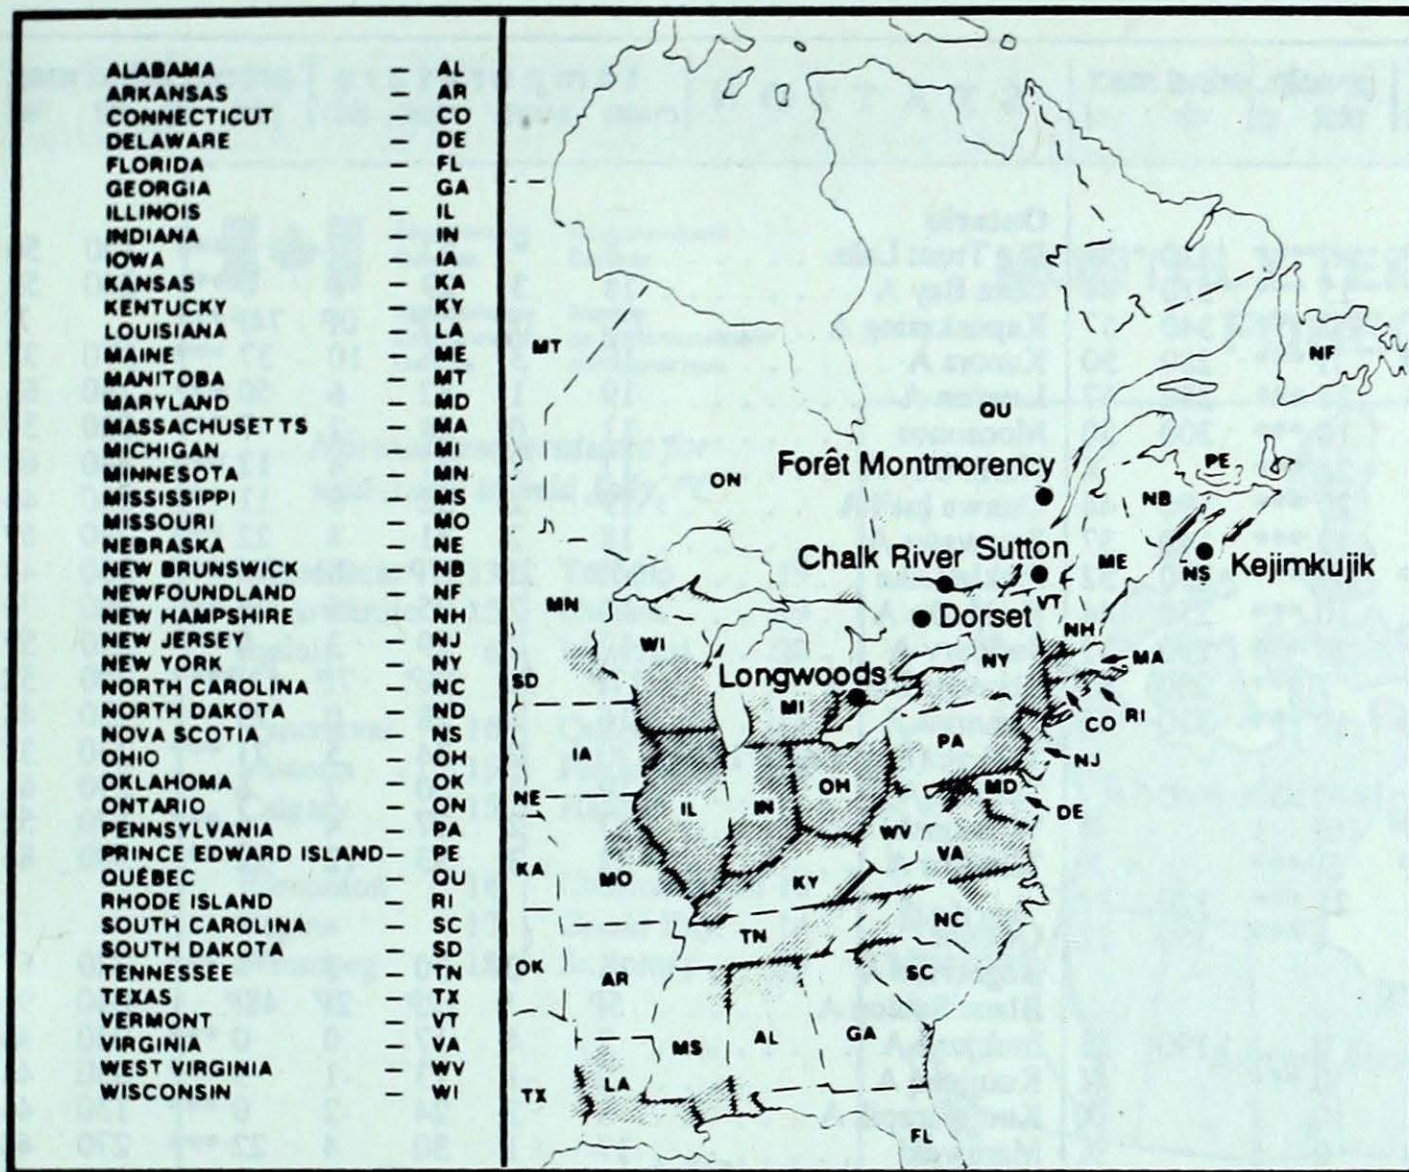 ALABAMA – AL
ARKANSAS – AR
CONNECTICUT – CO
DELAWARE – DE
FLORIDA – FL
GEORGIA – GA
ILLINOIS – IL
INDIANA – IN
IOWA – IA
KANSAS – KA
KENTUCKY – KY
LOUISIANA – LA
MAINE – ME
MANITOBA – MT
MARYLAND – MD
MASSACHUSETTS – MA
MICHIGAN – MI
MINNESOTA – MN
MISSISSIPPI – MS
MISSOURI – MO
NEBRASKA – NE
NEW BRUNSWICK – NB
NEWFOUNDLAND – NF
NEW HAMPSHIRE – NH
NEW JERSEY – NJ
NEW YORK – NY
NORTH CAROLINA – NC
NORTH DAKOTA – ND
NOVA SCOTIA – NS
OHIO – OH
OKLAHOMA – OK
ONTARIO – ON
PENNSYLVANIA – PA
PRINCE EDWARD ISLAND – PE
QUÉBEC – QU
RHODE ISLAND – RI
SOUTH CAROLINA – SC
SOUTH DAKOTA – SD
TENNESSEE – TN
TEXAS – TX
VERMONT – VT
VIRGINIA – VA
WEST VIRGINIA – WV
WISCONSIN – WI
MT
NF
QU
Forêt Montmorency
PE
ON
NB
Chalk River
Sutton
ME
NS
Kejimkujik
MN
VT
Dorset
NH
WI
NY
MA
SD
Longwoods
MI
CO
RI
IA
PA
NJ
NE
IL
IN
OH
MD
DE
WV
VA
KA
MO
KY
NC
TN
OK
AR
SC
MS
AL
GA
LA
TX
FL